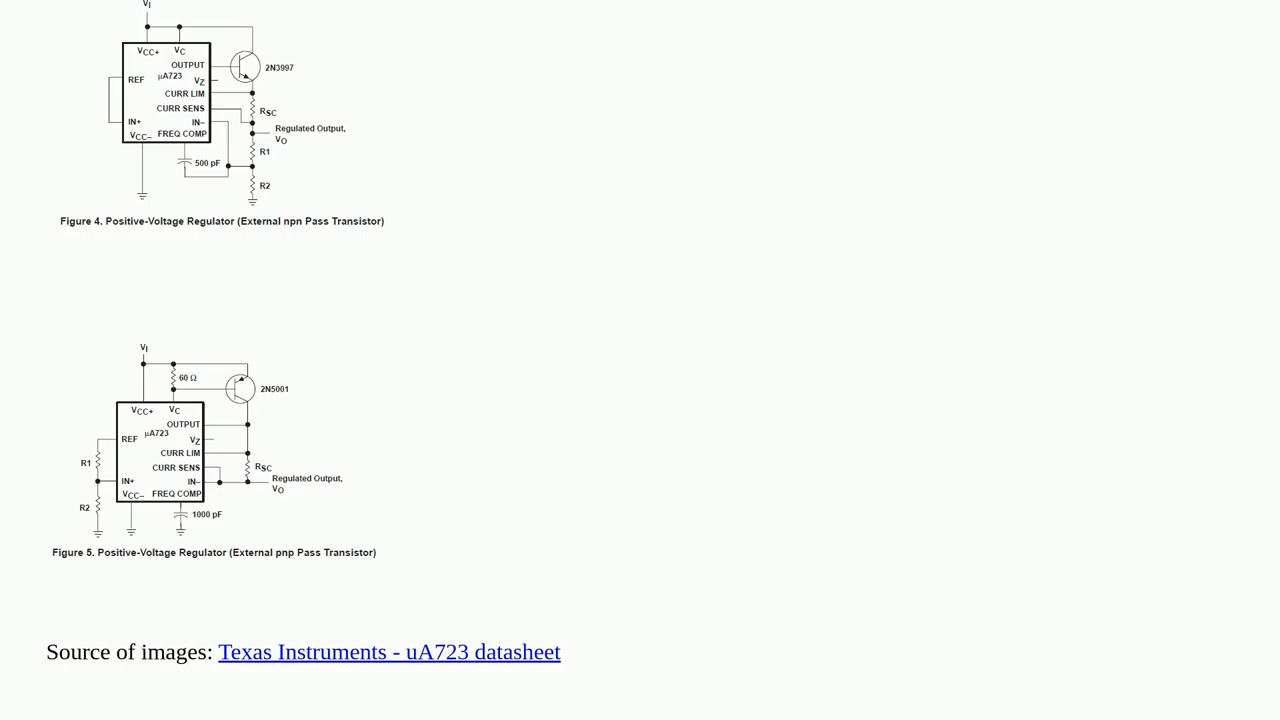 VI
VCC+ VC
OUTPUT
2N3997
REF
µA723
VZ
CURR LIM
CURR SENS
RSC
IN+
IN–
Regulated Output,
VO
VCC–
FREQ COMP
R1
500 pF
R2
Figure 4. Positive-Voltage Regulator (External npn Pass Transistor)
VI
60 Ω
2N5001
VCC+ VC
OUTPUT
µA723
REF
VZ
CURR LIM
R1
CURR SENS
RSC
IN+
IN–
Regulated Output,
VO
VCC–
FREQ COMP
R2
1000 pF
Figure 5. Positive-Voltage Regulator (External pnp Pass Transistor)
Source of images: Texas Instruments - uA723 datasheet